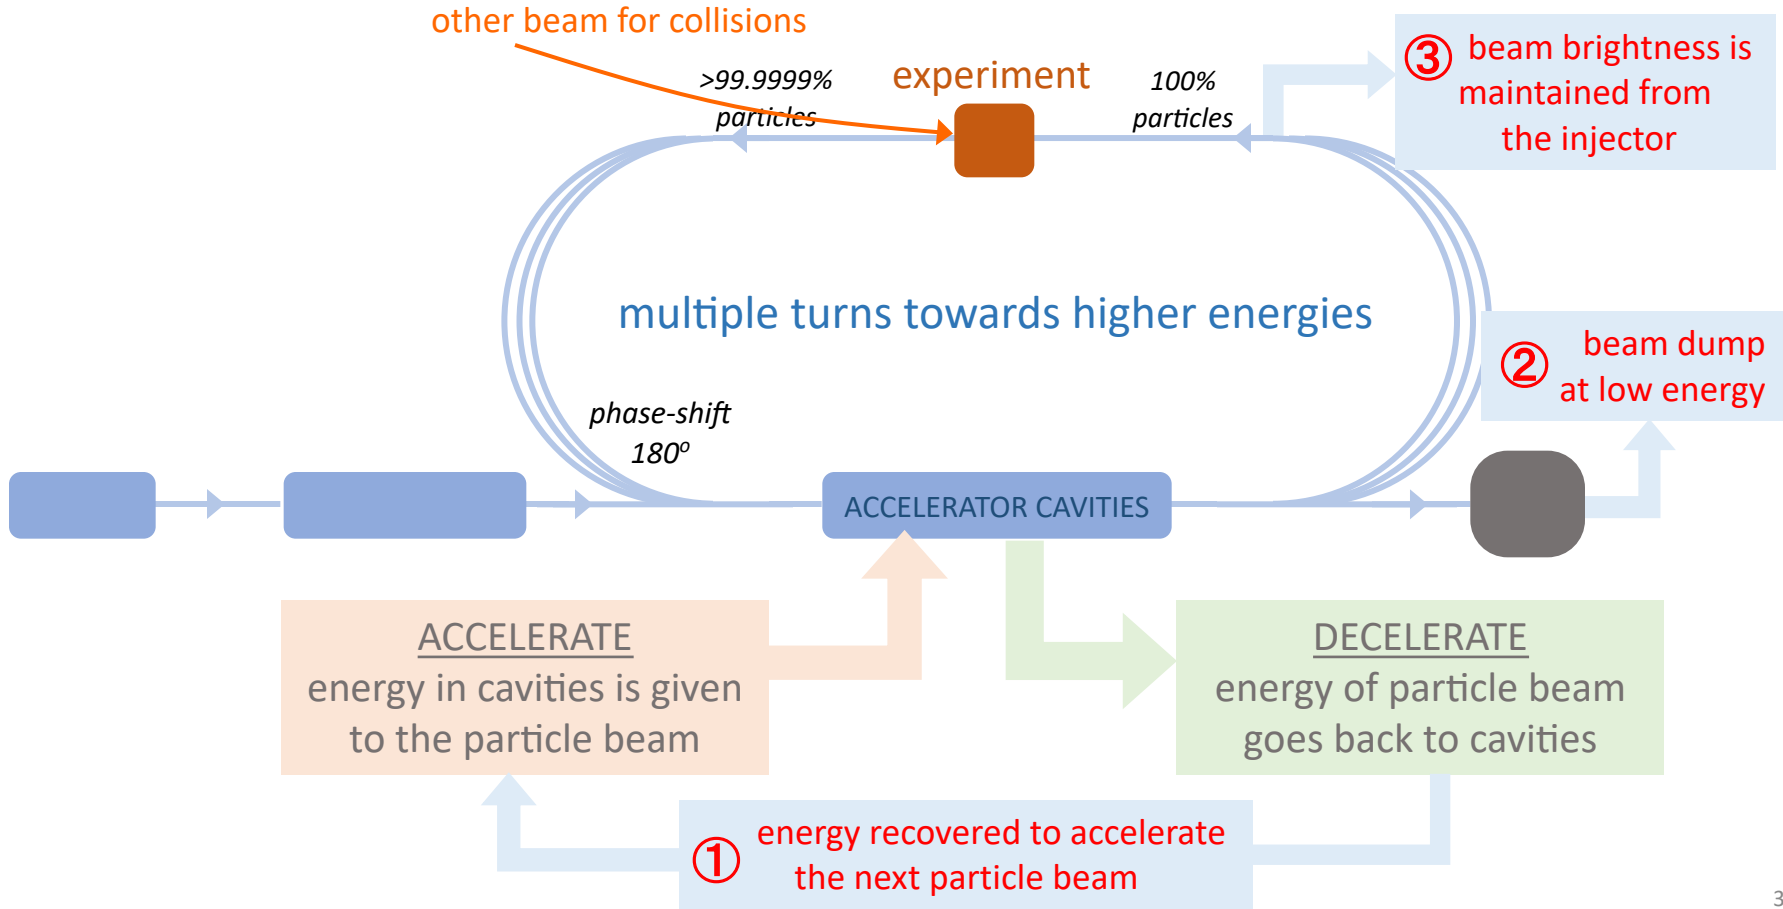 other beam for collisions
>99.9999%
particles
experiment
100%
particles
③ beam brightness is
maintained from
the injector
multiple turns towards higher energies
② beam dump
at low energy
phase-shift
180º
ACCELERATOR CAVITIES
ACCELERATE
energy in cavities is given
to the particle beam
DECELERATE
energy of particle beam
goes back to cavities
① energy recovered to accelerate
the next particle beam
3